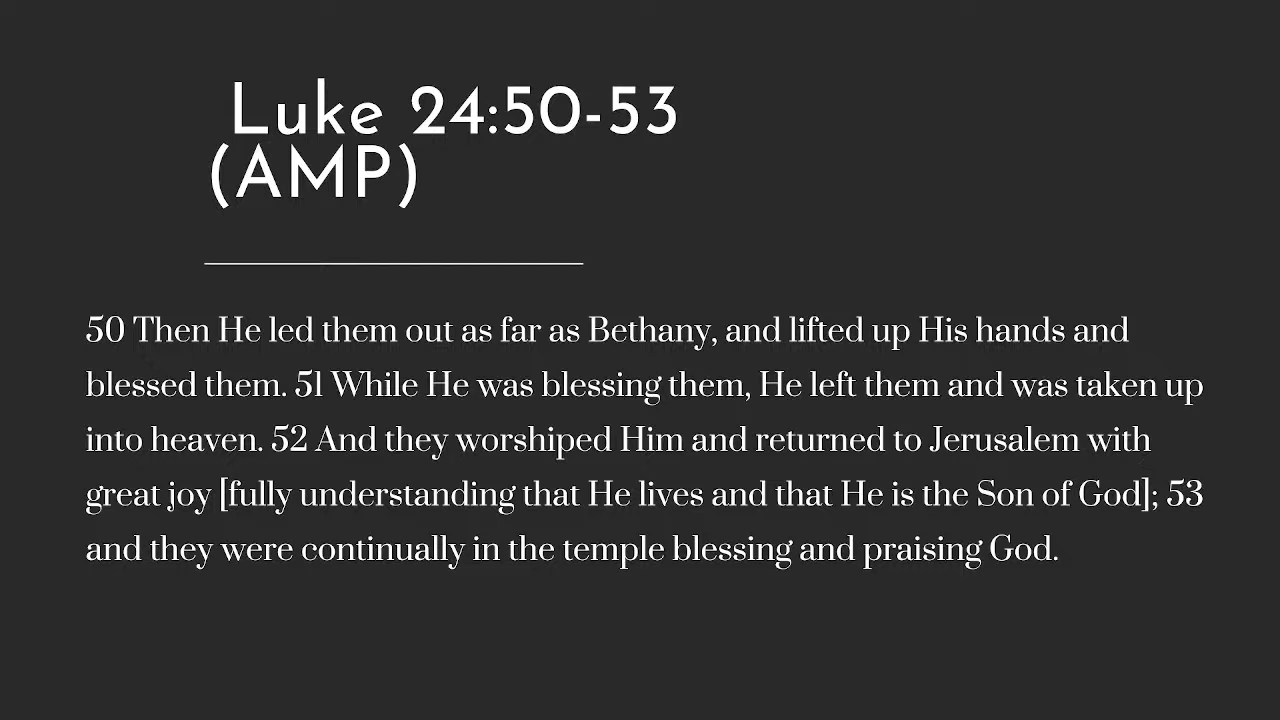 Luke 24:50-53
(AMP)
50 Then He led them out as far as Bethany, and lifted up His hands and
blessed them. 51 While He was blessing them, He left them and was taken up
into heaven. 52 And they worshiped Him and returned to Jerusalem with
great joy [fully understanding that He lives and that He is the Son of God]; 53
and they were continually in the temple blessing and praising God.